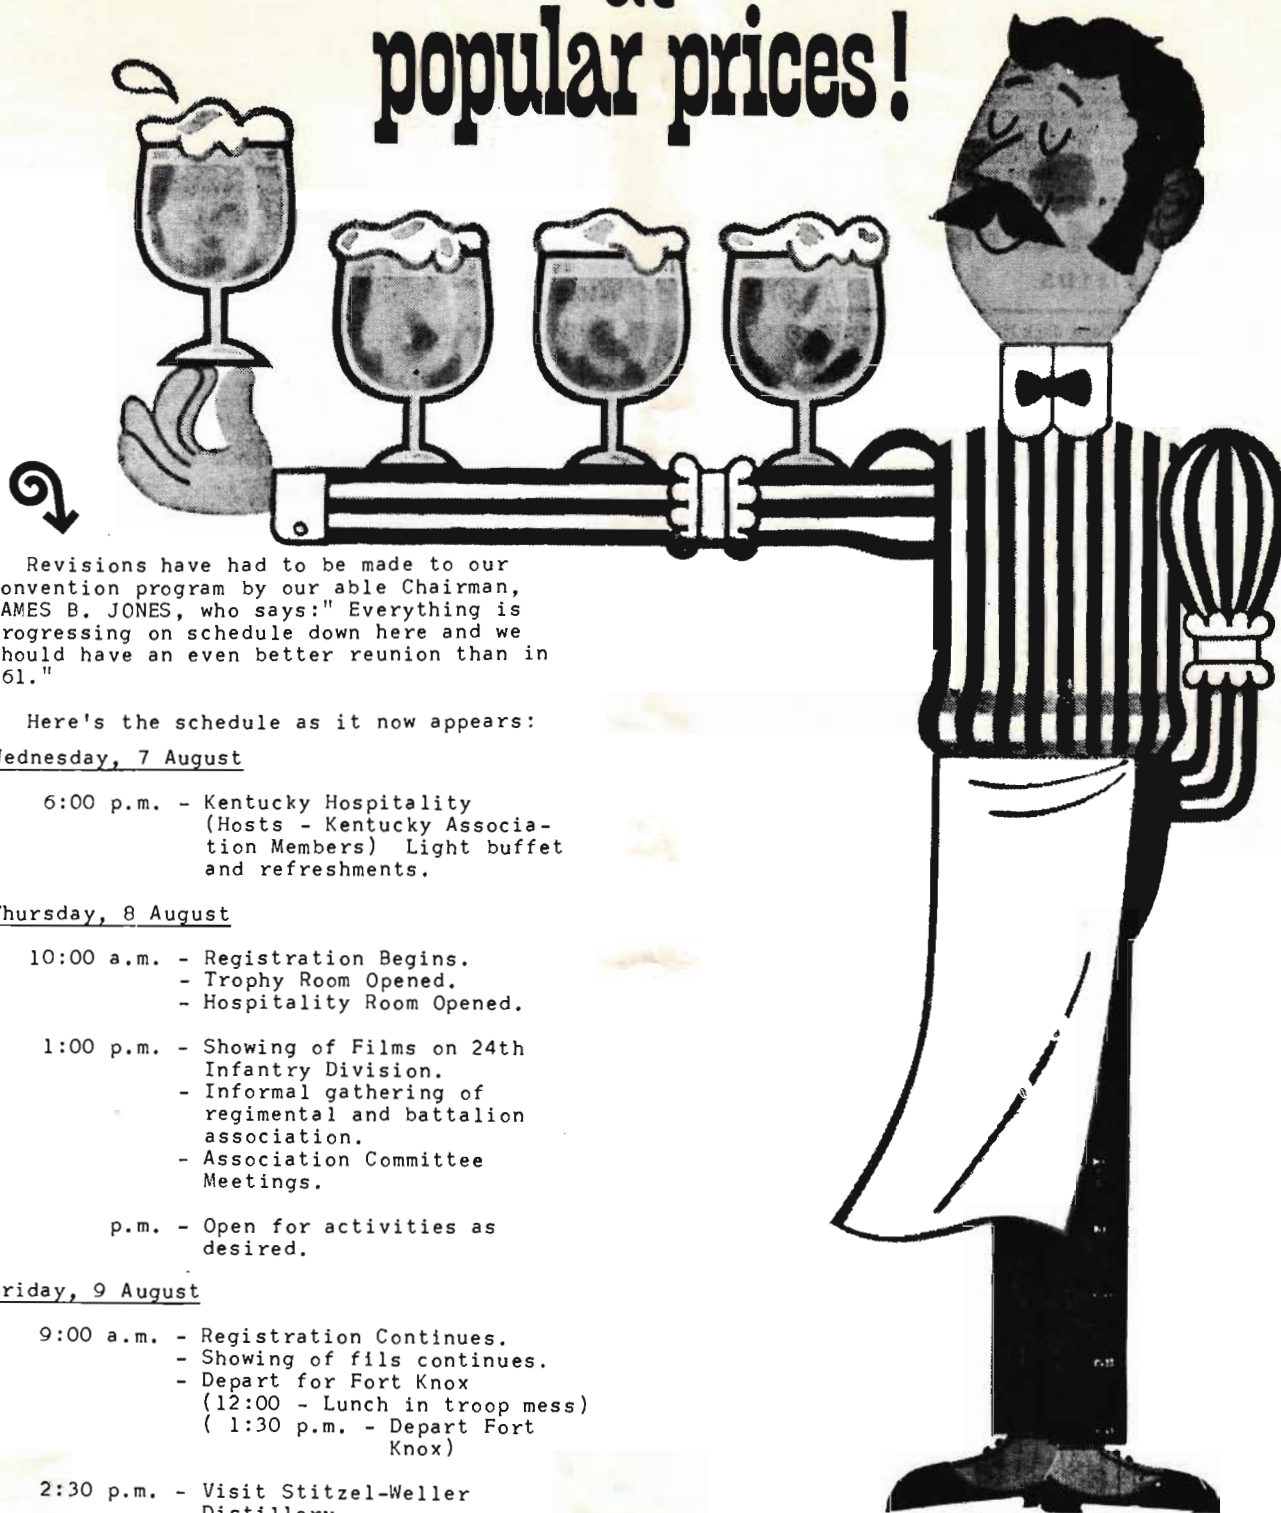 popular prices!
Revisions have had to be made to our
onvention program by our able Chairman,
AMES B. JONES, who says:" Everything is
rogressing on schedule down here and we
hould have an even better reunion than in
61."
Here's the schedule as it now appears:
ednesday, 7 August
6:00 p.m. - Kentucky Hospitality
(Hosts - Kentucky Associa-
tion Members) Light buffet
and refreshments.
hursday, 8 August
10:00 a.m. - Registration Begins.
- Trophy Room Opened.
- Hospitality Room Opened.
1:00 p.m. - Showing of Films on 24th
Infantry Division.
- Informal gathering of
regimental and battalion
association.
- Association Committee
Meetings.
p.m. - Open for activities as
desired.
riday, 9 August
9:00 a.m. - Registration Continues.
- Showing of fils continues.
- Depart for Fort Knox
(12:00 - Lunch in troop mess)
( 1:30 p.m. - Depart Fort
Knox)
2:30 p.m. - Visit Stitzel-Weller
Distillery